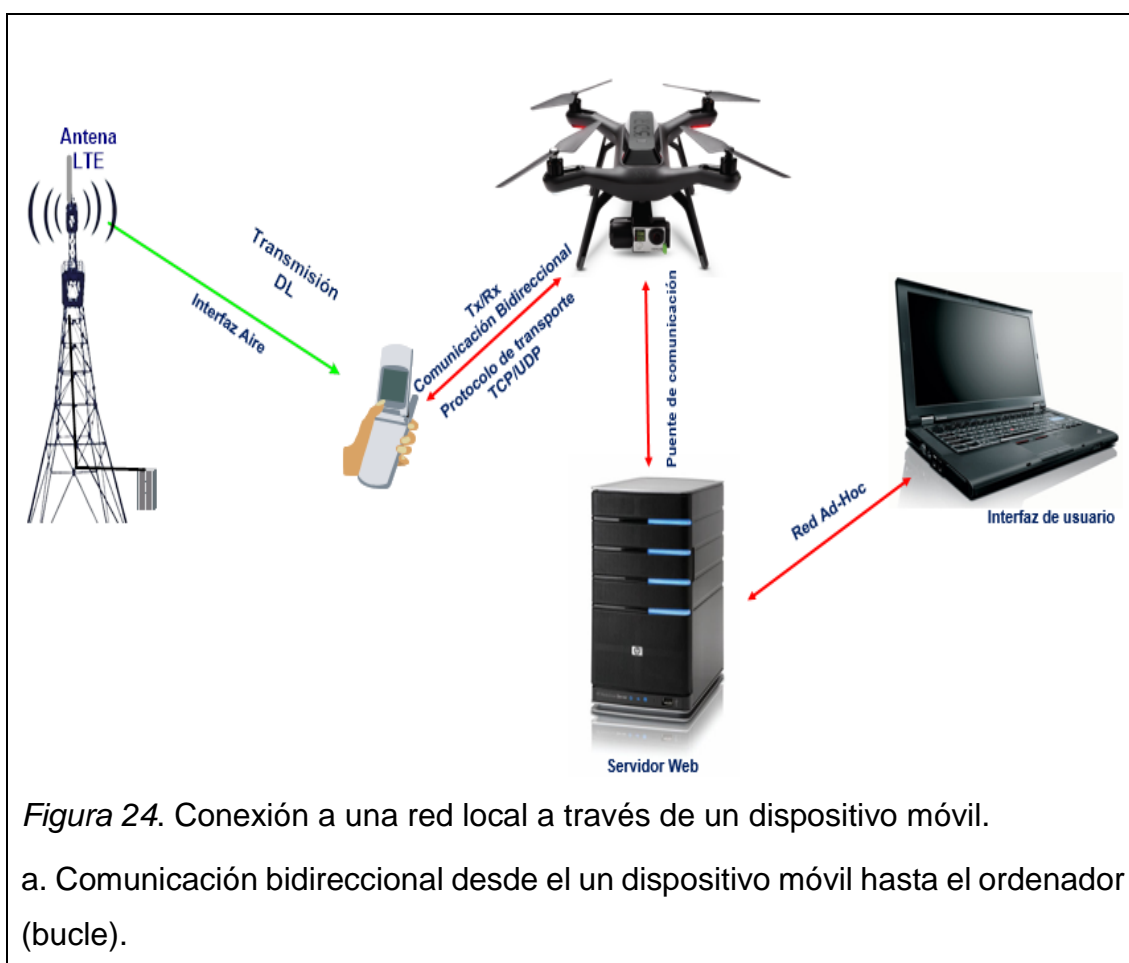 Antena
LTE
Transmisión
DL
Interfaz Aire
Tx/Rx
Comunicación Bidireccional
Protocolo de transporte
TCP/UDP
Puente de comunicación
Red Ad-Hoc
Interfaz de usuario
hp
Servidor Web
Figura 24. Conexión a una red local a través de un dispositivo móvil.
a. Comunicación bidireccional desde el un dispositivo móvil hasta el ordenador
(bucle).